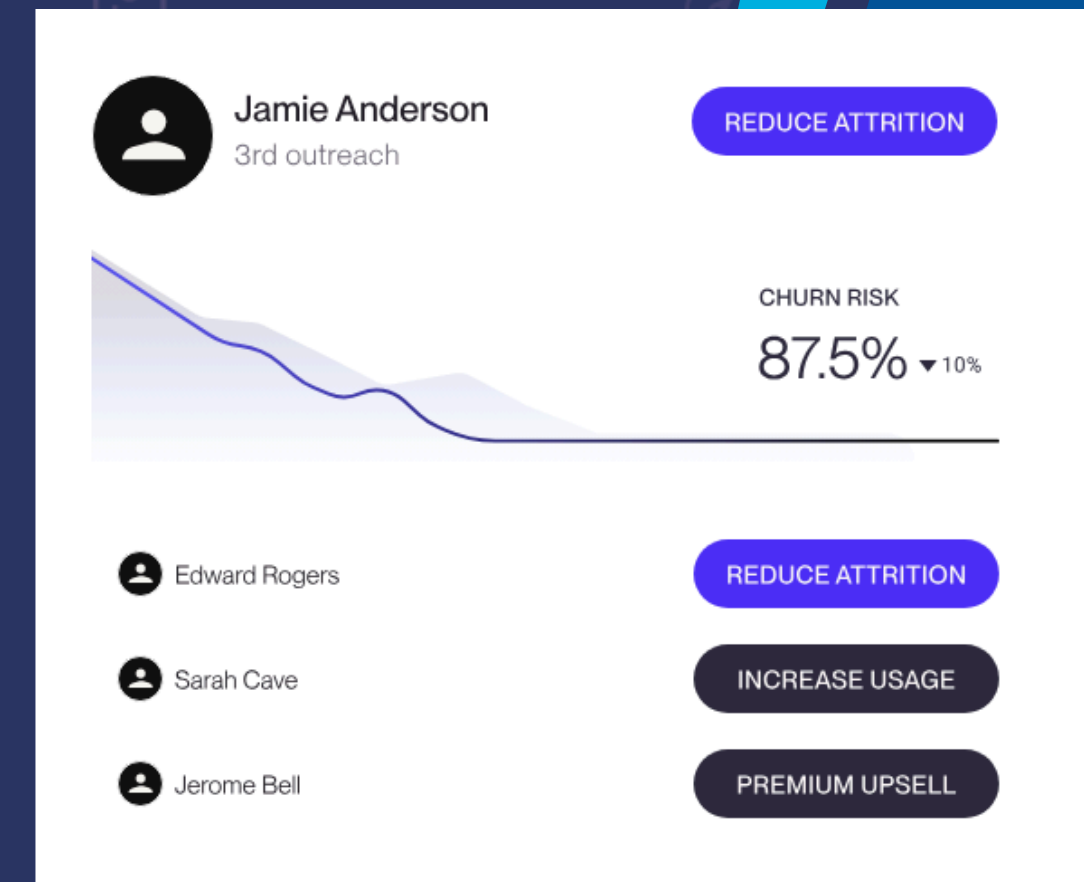 Jamie Anderson
REDUCE ATTRITION
3rd outreach
CHURN RISK
87.5% ▼10%
Edward Rogers
REDUCE ATTRITION
Sarah Cave
INCREASE USAGE
Jerome Bell
PREMIUM UPSELL